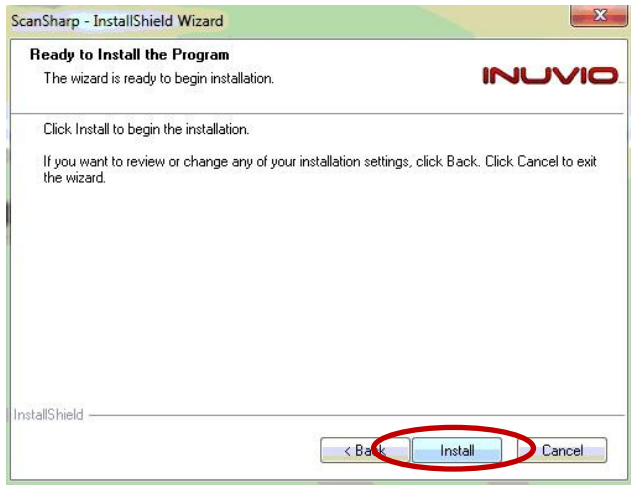 ScanSharp - InstallShield Wizard
Ready to Install the Program
The wizard is ready to begin installation.
INUVIO
Click Install to begin the installation.
If you want to review or change any of your installation settings, click Back. Click Cancel to exit
the wizard.
InstallShield
< Back Install Cancel